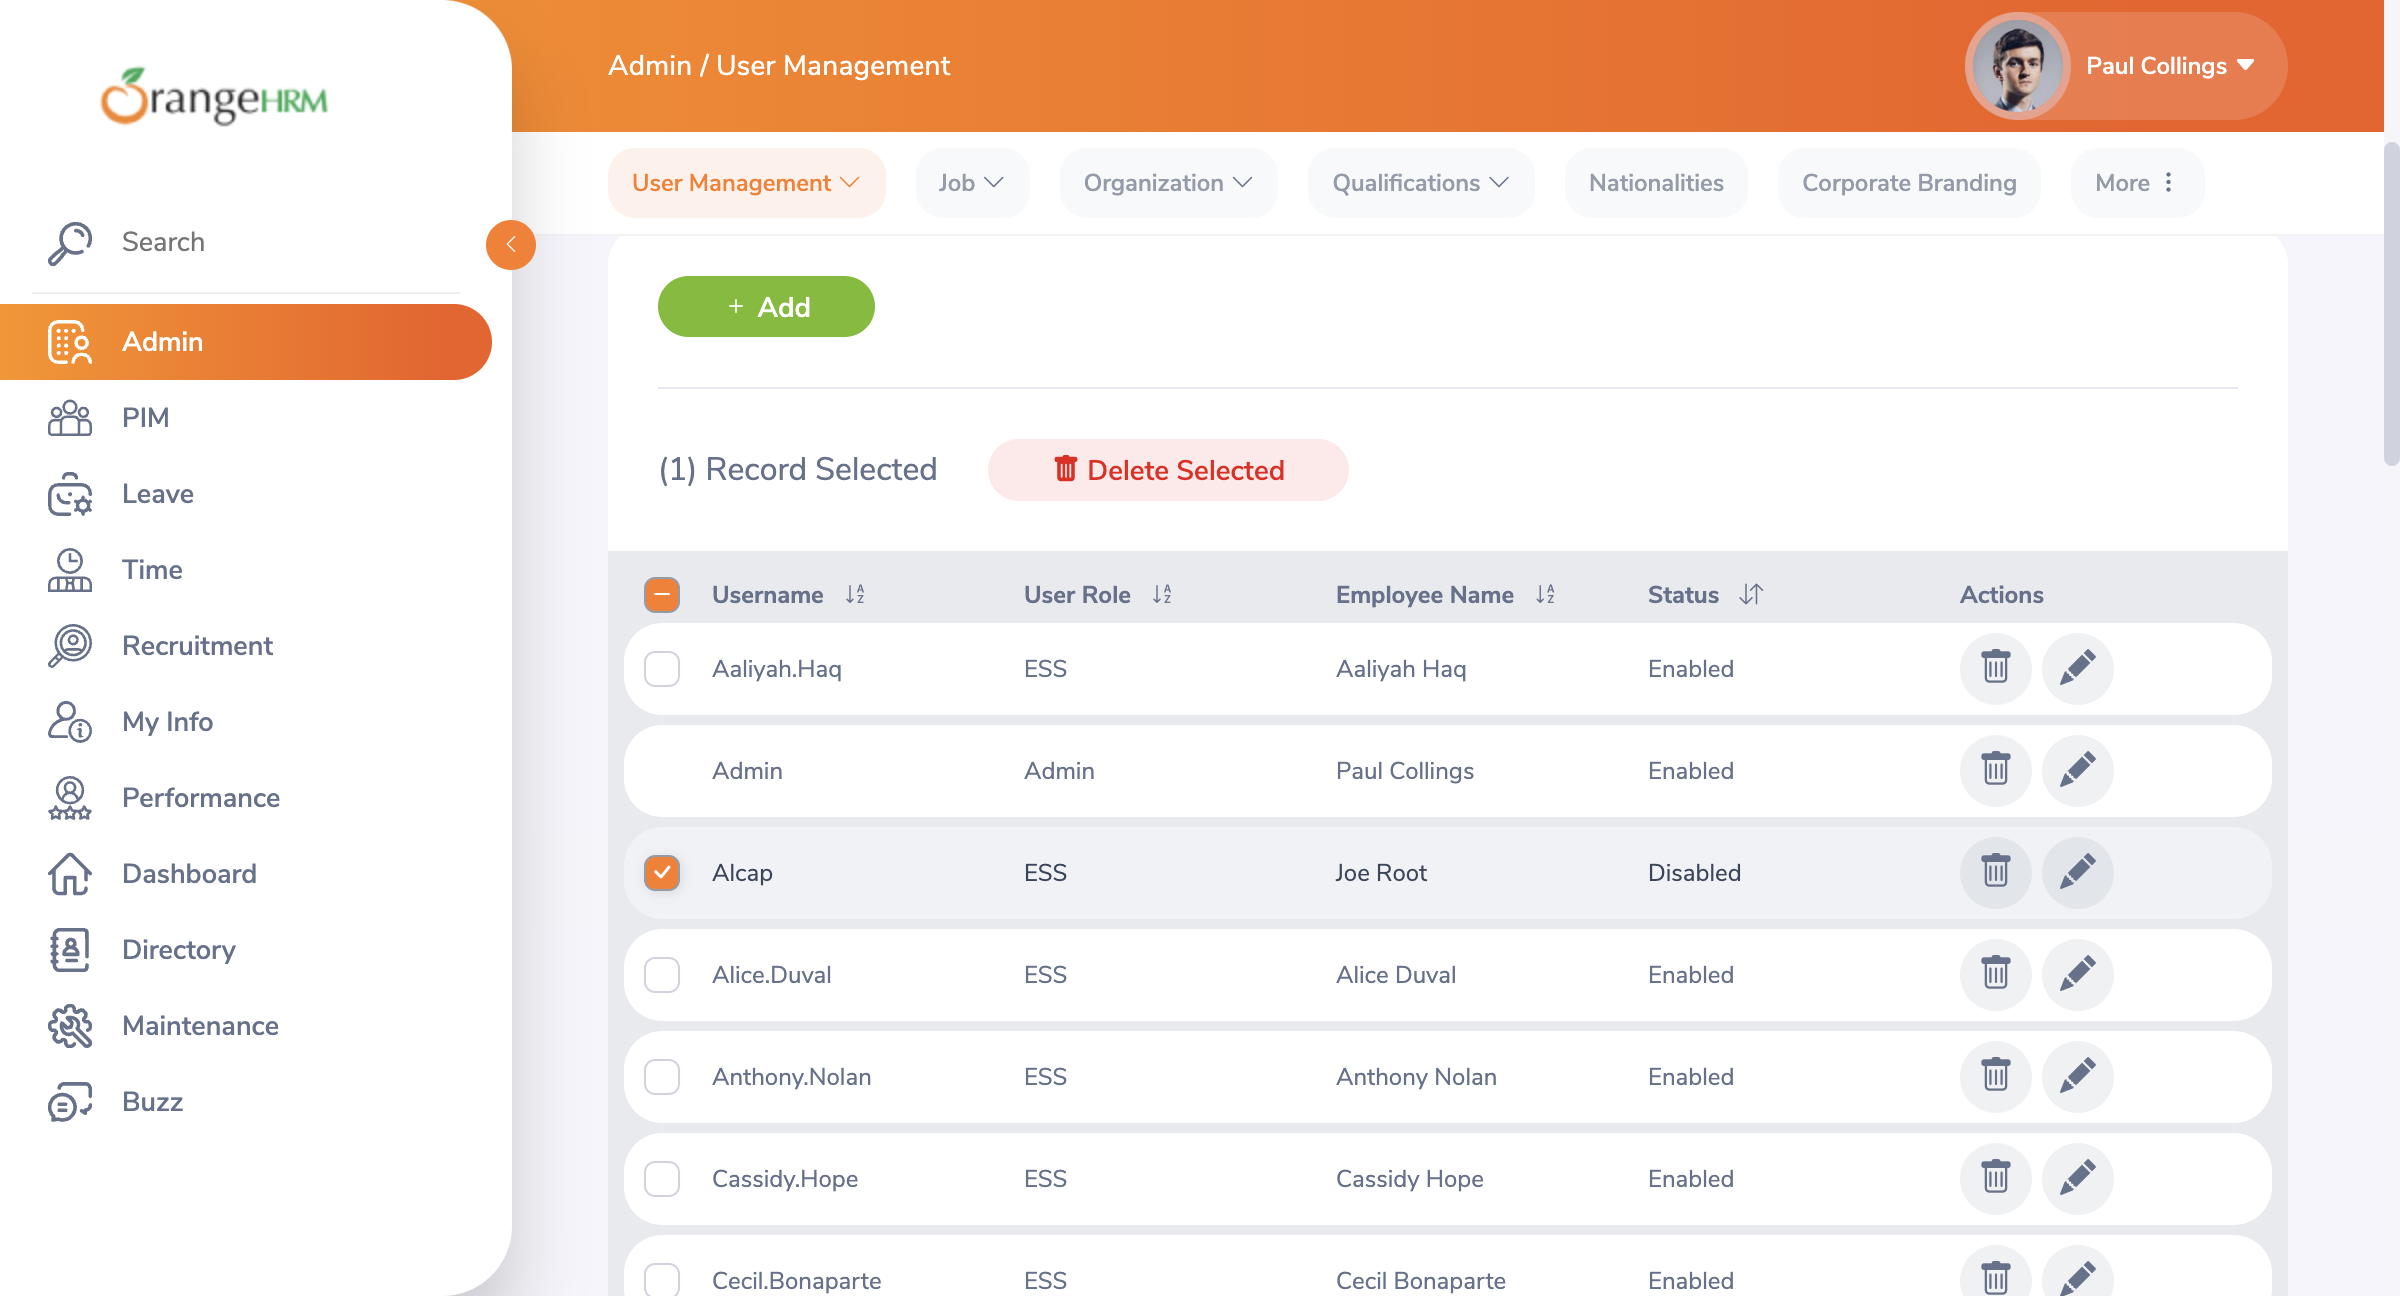 OrangeHRM
Admin / User Management
Paul Collings
User Management
Job
Organization
Qualifications
Nationalities
Corporate Branding
More
Search
Admin
PIM
Leave
Time
Recruitment
My Info
Performance
Dashboard
Directory
Maintenance
Buzz
+ Add
(1) Record Selected
Delete Selected
Username
User Role
Employee Name
Status
Actions
Aaliyah.Haq ESS Aaliyah Haq Enabled
Admin Admin Paul Collings Enabled
Alcap ESS Joe Root Disabled
Alice.Duval ESS Alice Duval Enabled
Anthony.Nolan ESS Anthony Nolan Enabled
Cassidy.Hope ESS Cassidy Hope Enabled
Cecil.Bonaparte ESS Cecil Bonaparte Enabled